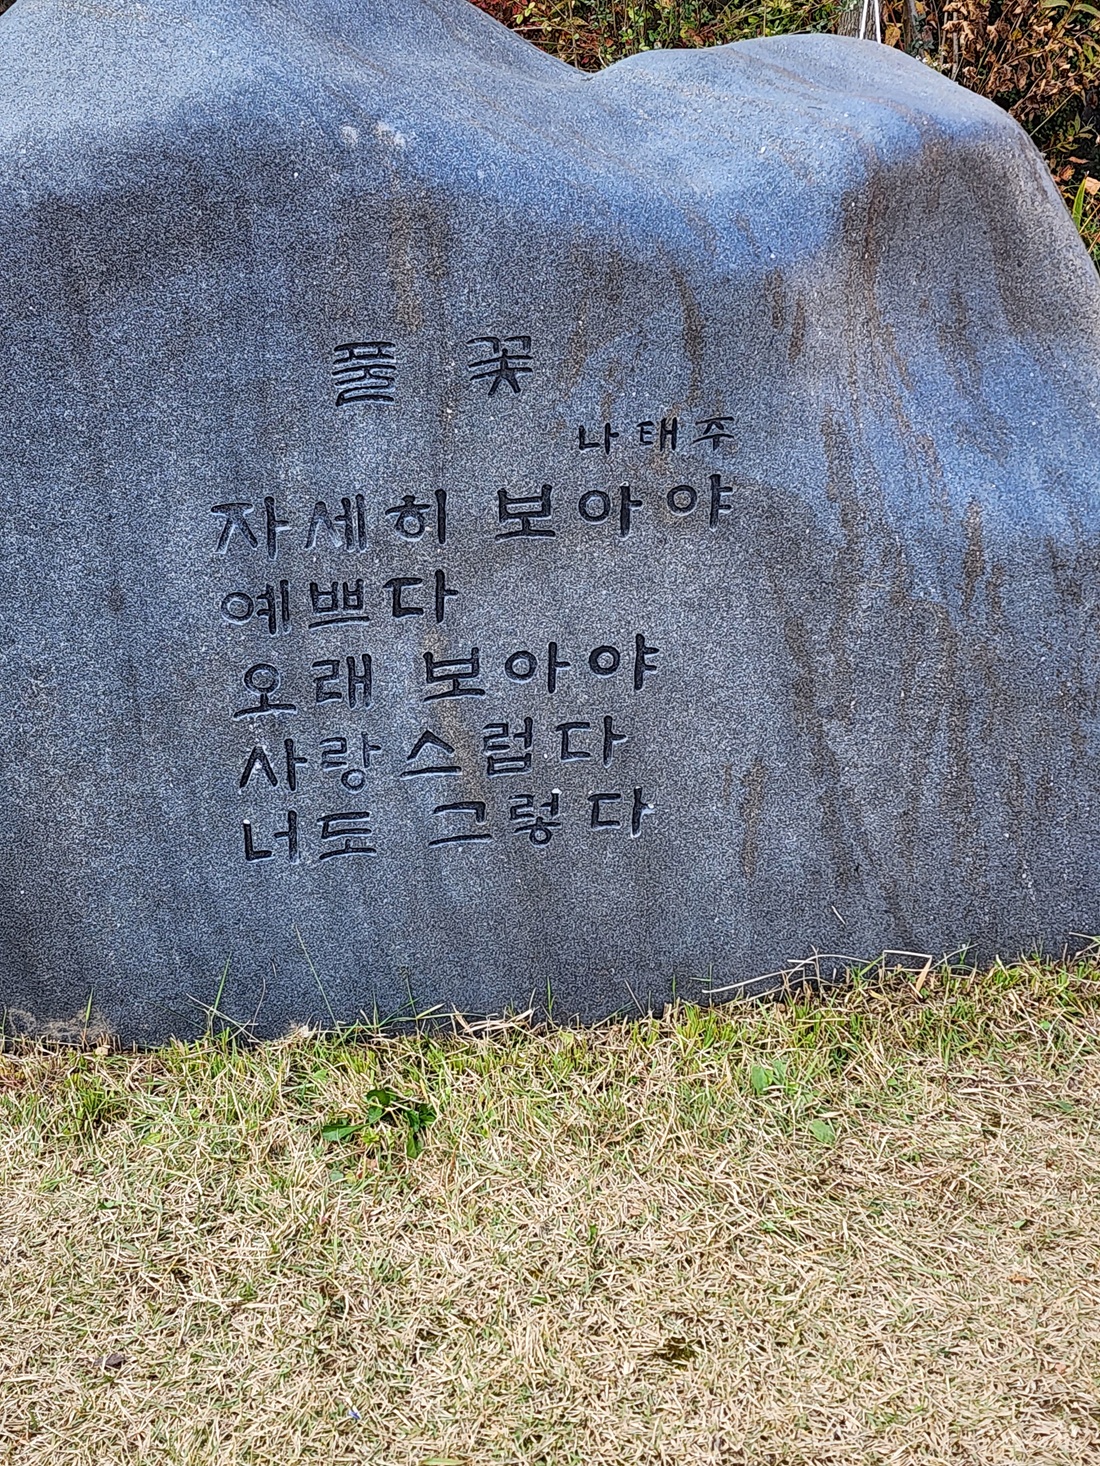 풀 꽃
나태주
자세히 보아야
예쁘다
오래 보아야
사랑스럽다
너도 그렇다